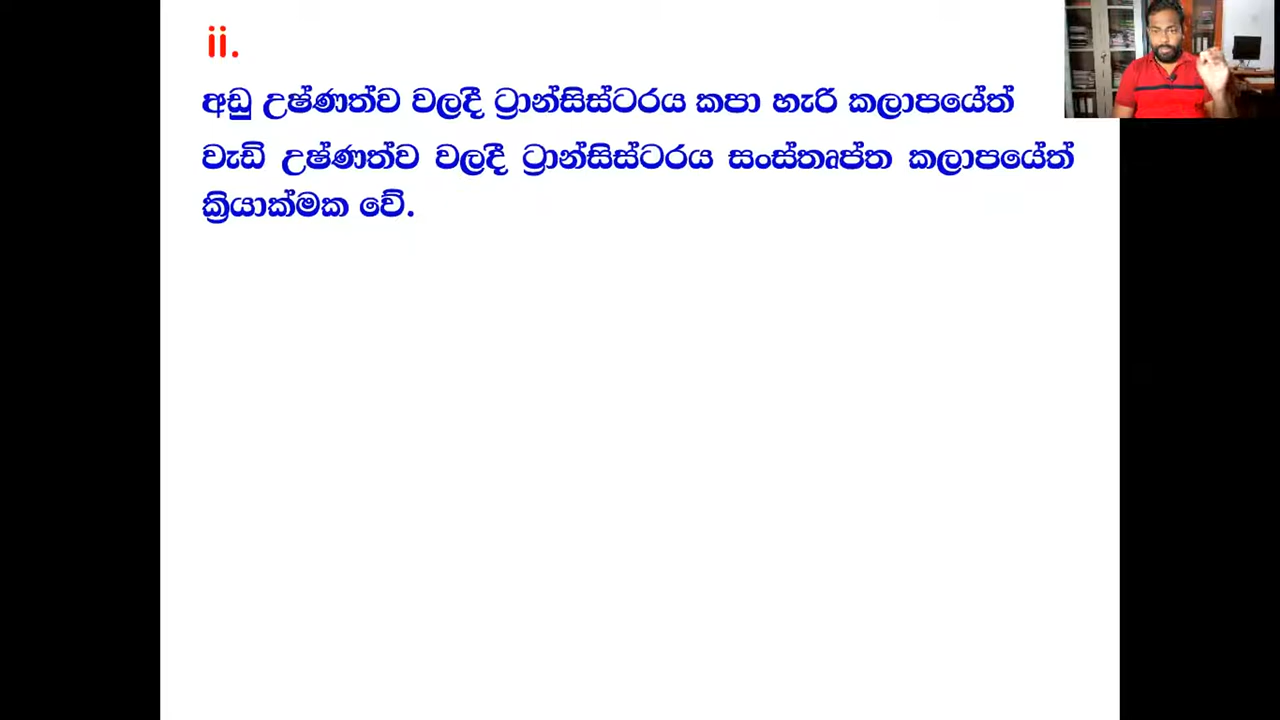 ii.
අඩු උෂ්ණත්ව වලදී ට්‍රාන්සිස්ටරය කපා හැරි කලාපයේත්
වැඩි උෂ්ණත්ව වලදී ට්‍රාන්සිස්ටරය සංස්තෘප්ත කලාපයේත්
ක්‍රියාක්මක වේ.